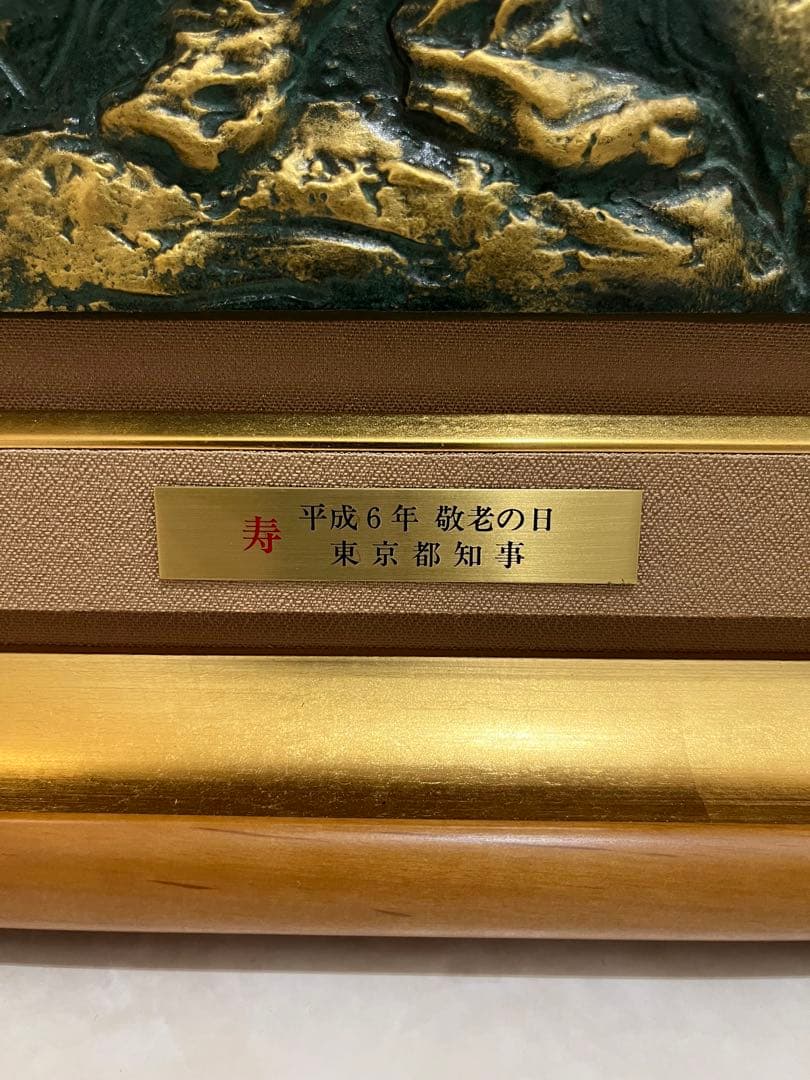 寿
平成6年 敬老の日
東京都知事